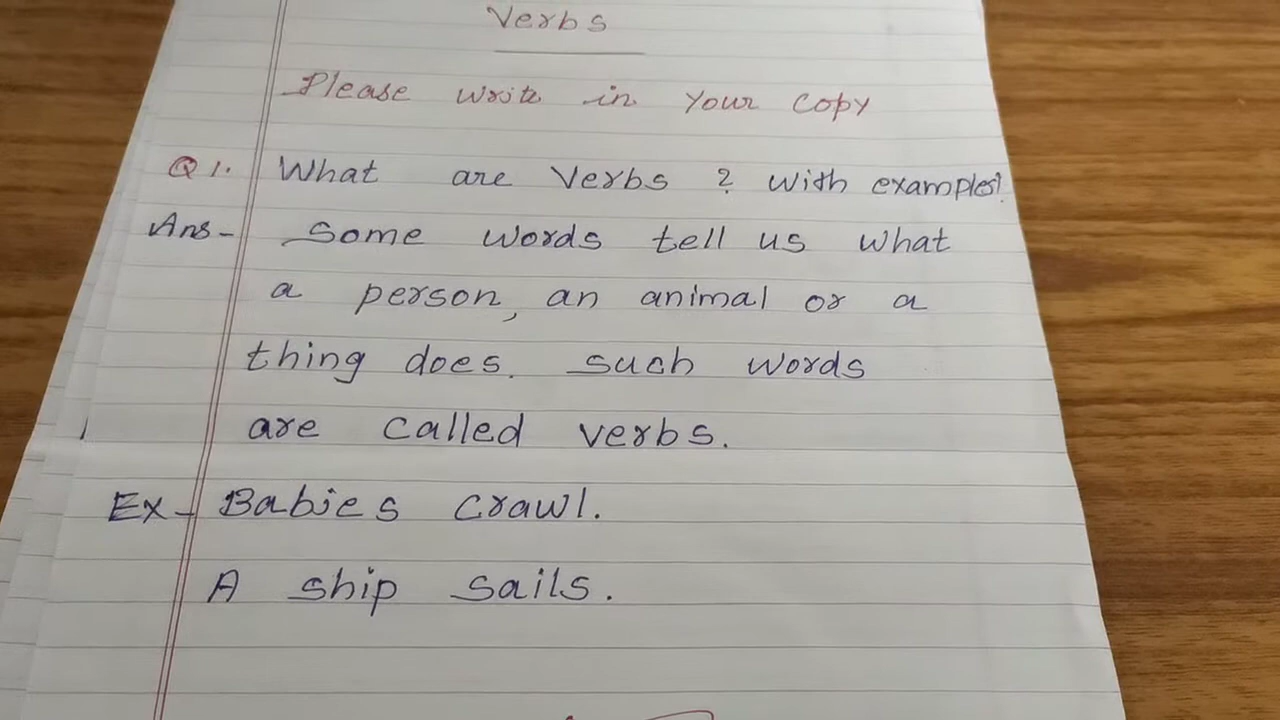 Verbs
Please write in your copy
Q1. What are Verbs ? with examples?
Ans- Some words tell us what
a person, an animal or a
thing does. Such words
are called verbs.
Ex- Babies crawl.
A ship sails.